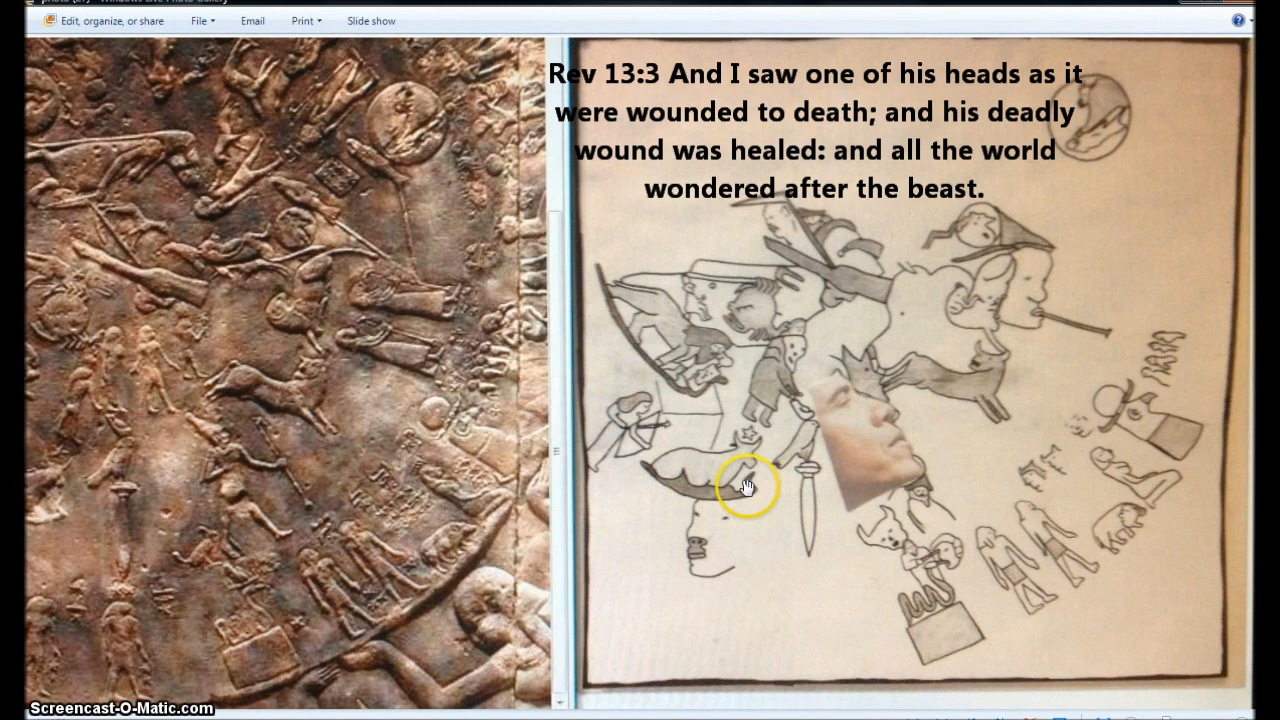 Edit, organize, or share File Email Print Slide show
Rev 13:3 And I saw one of his heads as it
were wounded to death; and his deadly
wound was healed: and all the world
wondered after the beast.
Screencast-O-Matic.com